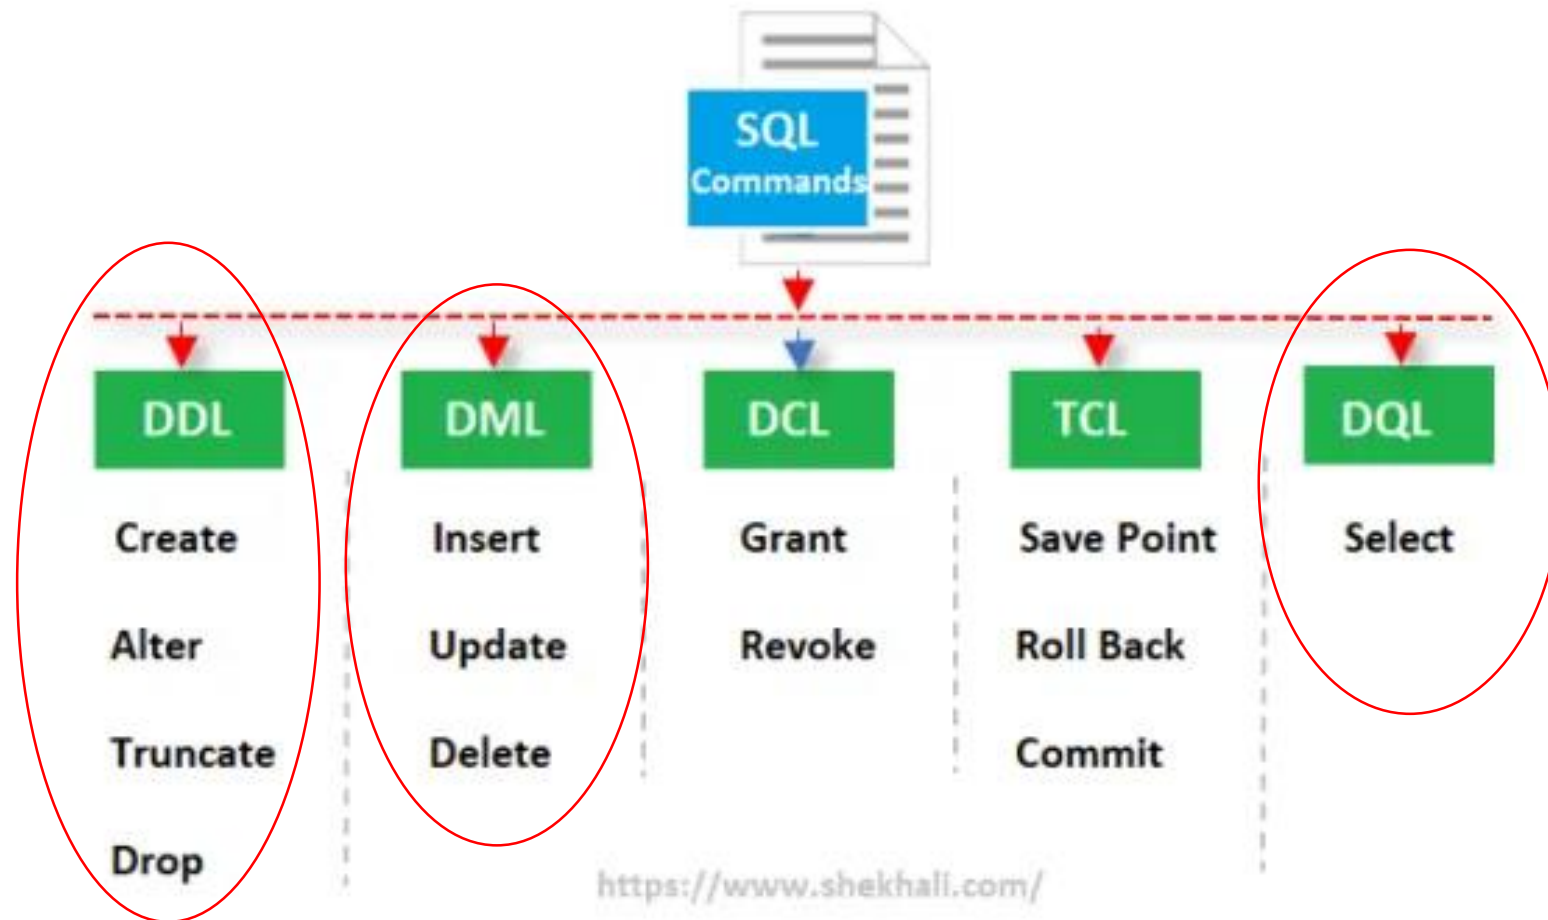 SQL
Commands
DDL
DML
DCL
TCL
DQL
Create
Insert
Grant
Save Point
Select
Alter
Update
Revoke
Roll Back
Truncate
Delete
Commit
Drop
https://www.shekhali.com/